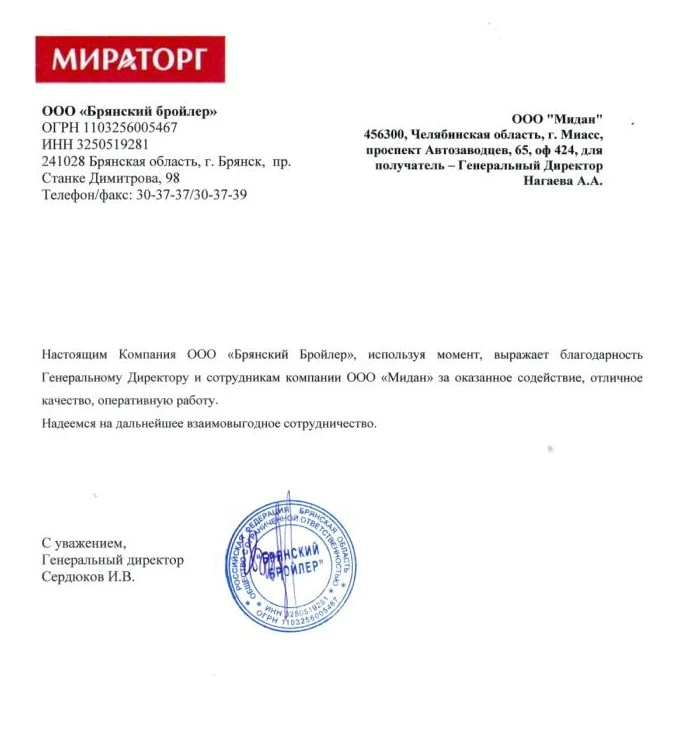 МИРАТОРГ
ООО «Брянский бройлер»
ОГРН 1103256005467
ИНН 3250519281
241028 Брянская область, г. Брянск, пр.
Станке Димитрова, 98
Телефон/факс: 30-37-37/30-37-39
ООО "Мидан"
456300, Челябинская область, г. Миасс,
проспект Автозаводцев, 65, оф 424, для
получатель – Генеральный Директор
Нагаева А.А.
Настоящим Компания ООО «Брянский Бройлер», используя момент, выражает благодарность
Генеральному Директору и сотрудникам компании ООО «Мидан» за оказанное содействие, отличное
качество, оперативную работу.
Надеемся на дальнейшее взаимовыгодное сотрудничество.
С уважением,
Генеральный директор
Сердюков И.В.
РОССИЙСКАЯ ФЕДЕРАЦИЯ БРЯНСКАЯ ОБЛАСТЬ
ОБЩЕСТВО С ОГРАНИЧЕННОЙ ОТВЕТСТВЕННОСТЬЮ
"БРЯНСКИЙ
БРОЙЛЕР"
ИНН 3250519281
ОГРН 1103256005467